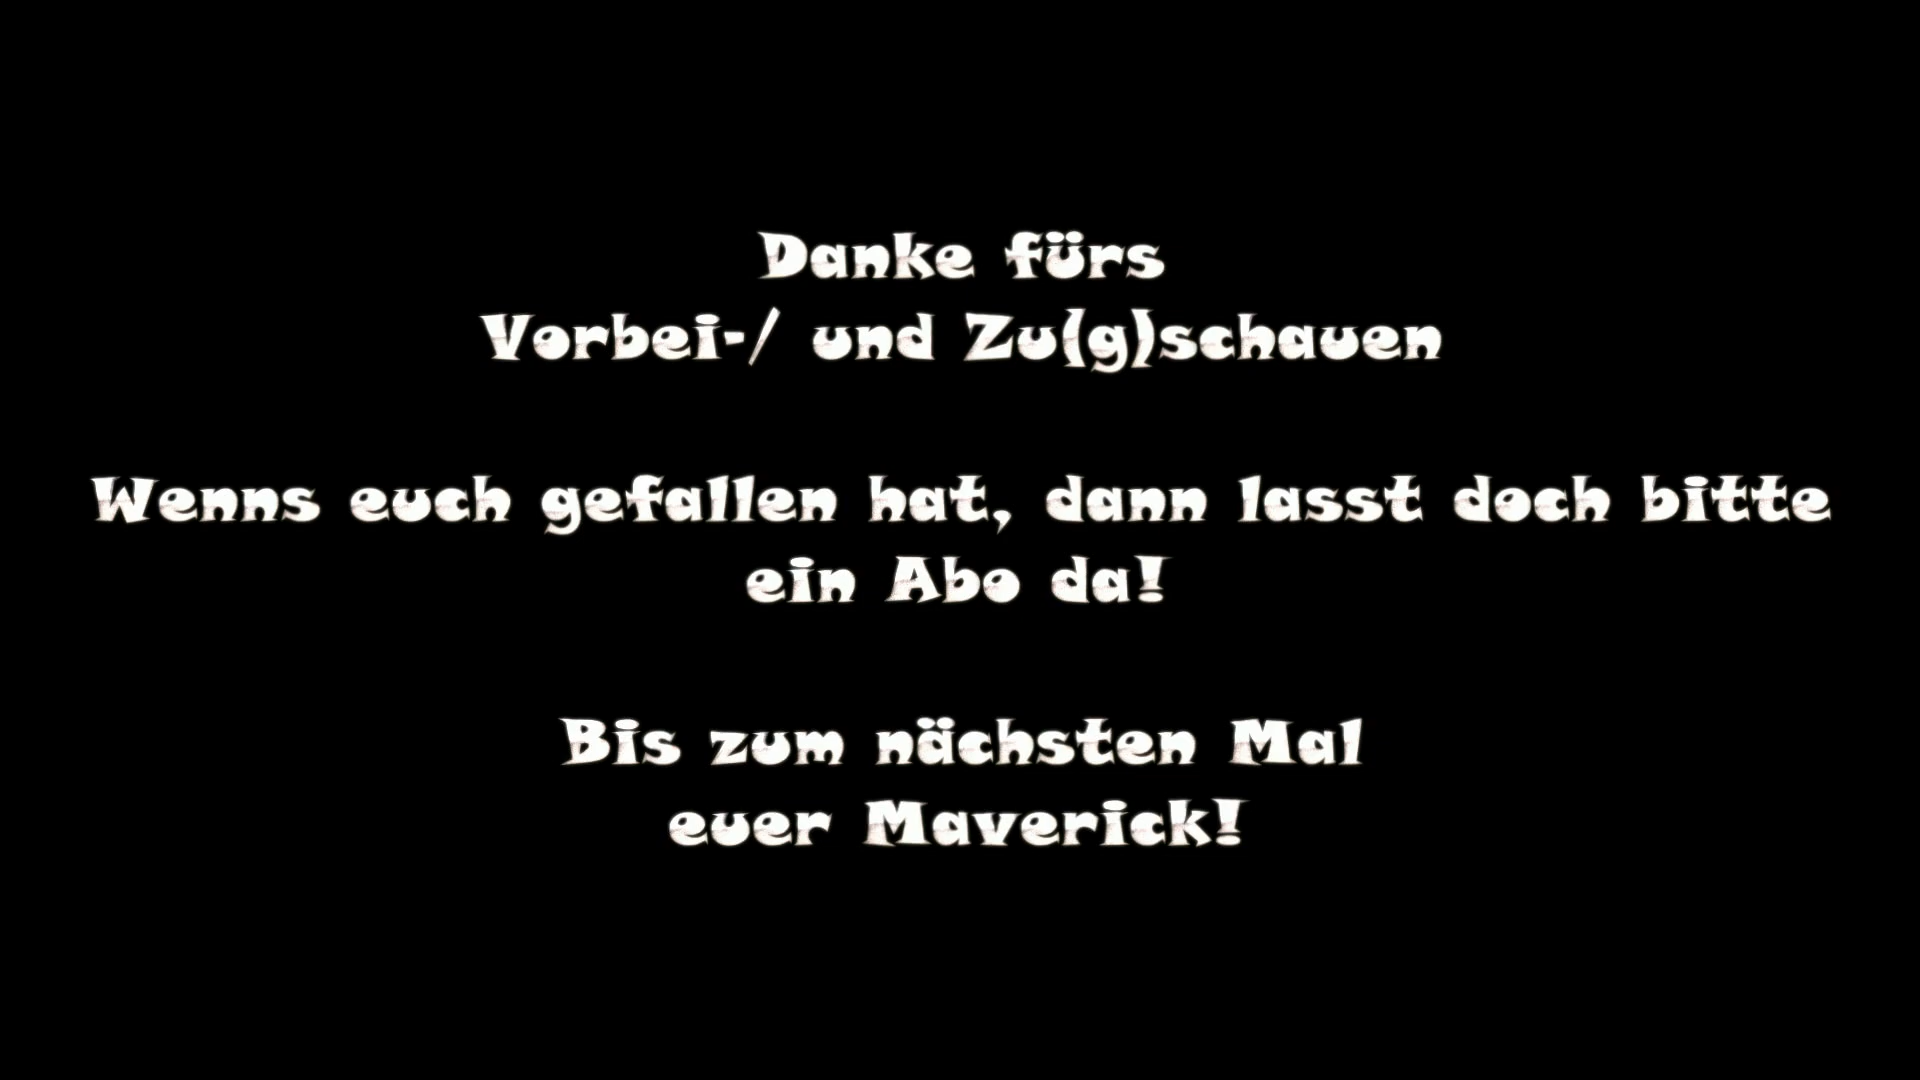 Danke fürs
Vorbei-/ und Zu(g)schauen
Wenns euch gefallen hat, dann lasst doch bitte
ein Abo da!
Bis zum nächsten Mal
euer Maverick!